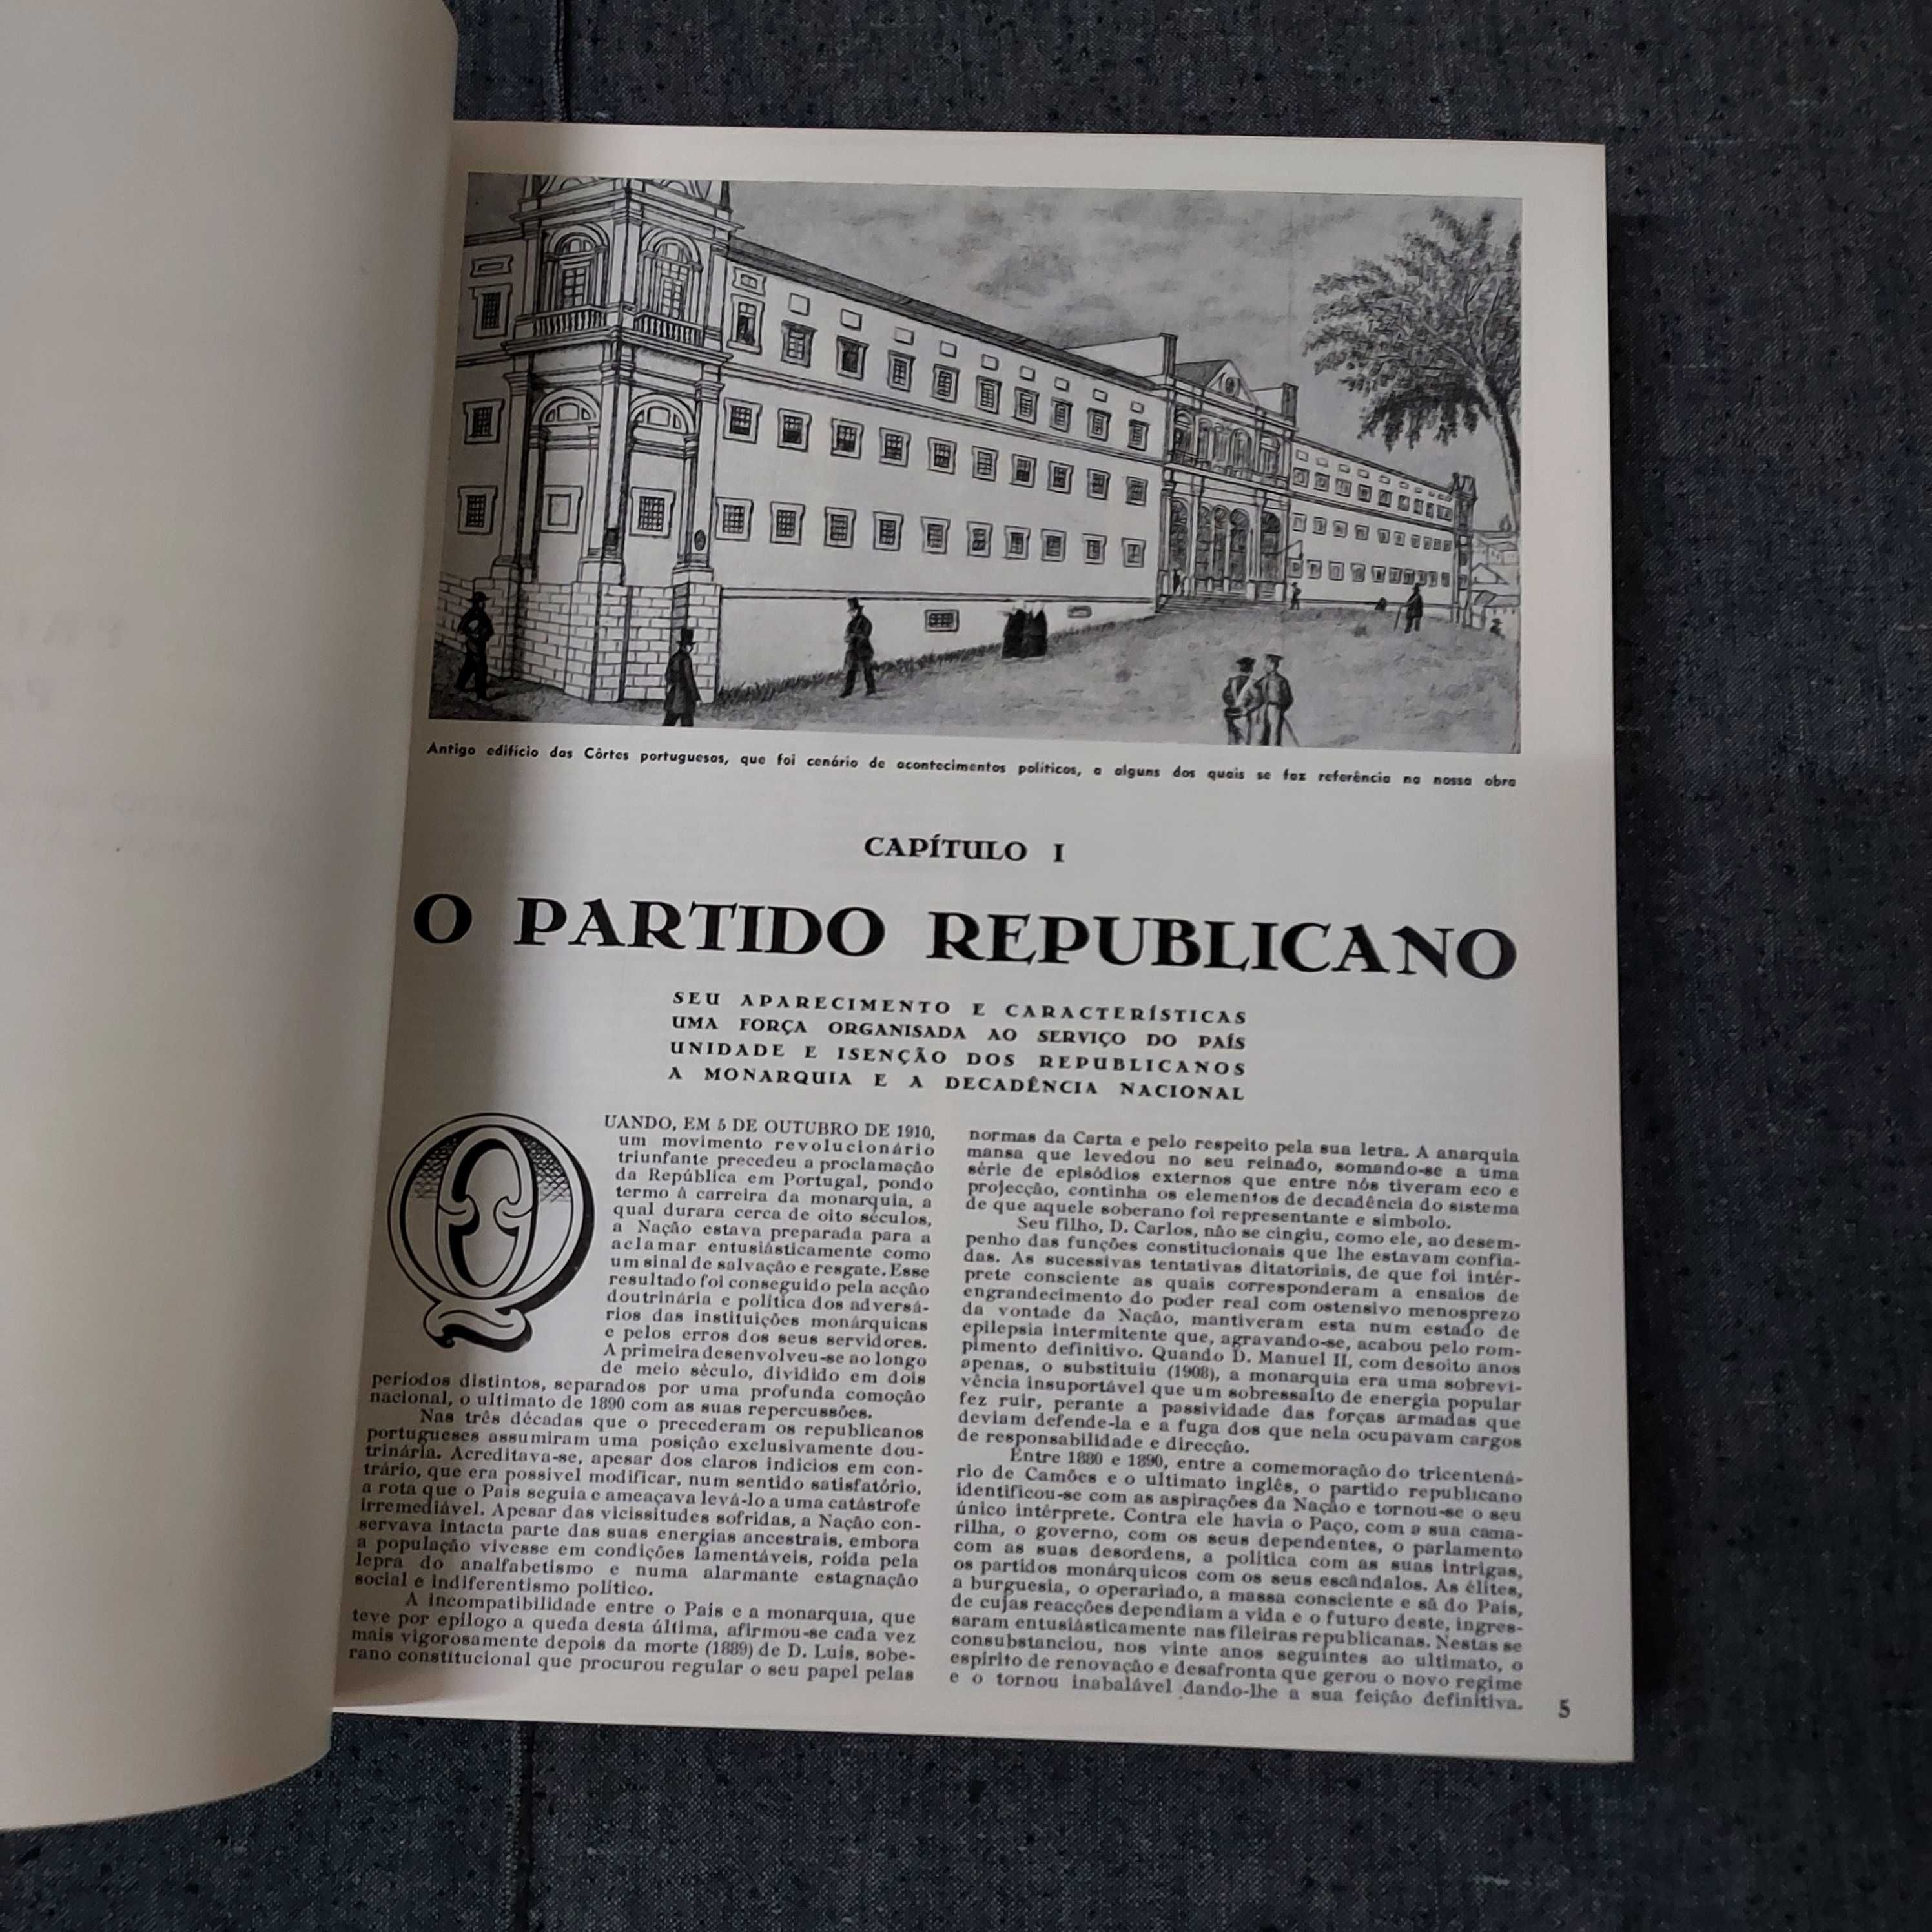 Antigo edifício das Côrtes portuguesas, que foi cenário de acontecimentos políticos, a alguns dos quais se faz referência na nossa obra
CAPÍTULO I
O PARTIDO REPUBLICANO
SEU APARECIMENTO E CARACTERÍSTICAS
UMA FORÇA ORGANISADA AO SERVIÇO DO PAÍS
UNIDADE E ISENÇÃO DOS REPUBLICANOS
A MONARQUIA E A DECADÊNCIA NACIONAL
QUANDO, EM 5 DE OUTUBRO DE 1910,
um movimento revolucionário
triunfante precedeu a proclamação
da República em Portugal, pondo
termo à carreira da monarquia, a
qual durara cerca de oito séculos,
a Nação estava preparada para a
aclamar entusiàsticamente como
um sinal de salvação e resgate. Esse
resultado foi conseguido pela acção
doutrinária e política dos adversá-
rios das instituïções monárquicas
e pelos erros dos seus servidores.
A primeira desenvolveu-se ao longo
de meio século, dividido em dois
períodos distintos, separados por uma profunda comoção
nacional, o ultimato de 1890 com as suas repercussões.
Nas três décadas que o precederam os republicanos
portugueses assumiram uma posição exclusivamente dou-
trinária. Acreditava-se, apesar dos claros indícios em con-
trário, que era possível modificar, num sentido satisfatório,
a rota que o País seguia e ameaçava levá-lo a uma catástrofe
irremediável. Apesar das vicissitudes sofridas, a Nação con-
servava intacta parte das suas energias ancestrais, embora
a população vivesse em condições lamentáveis, roída pela
lepra do analfabetismo e numa alarmante estagnação
social e indiferentismo político.
A incompatibilidade entre o País e a monarquia, que
teve por epílogo a queda desta última, afirmou-se cada vez
mais vigorosamente depois da morte (1889) de D. Luís, sobe-
rano constitucional que procurou regular o seu papel pelas
normas da Carta e pelo respeito pela sua letra. A anarquia
mansa que levedou no seu reinado, somando-se a uma
série de episódios externos que entre nós tiveram eco e
projecção, continha os elementos de decadência do sistema
de que aquele soberano foi representante e símbolo.
Seu filho, D. Carlos, não se cingiu, como ele, ao desem-
penho das funções constitucionais que lhe estavam confia-
das. As sucessivas tentativas ditatoriais, de que foi intér-
prete consciente as quais corresponderam a ensaios de
engrandecimento do poder real com ostensivo menosprezo
da vontade da Nação, mantiveram esta num estado de
epilepsia intermitente que, agravando-se, acabou pelo rom-
pimento definitivo. Quando D. Manuel II, com desoito anos
apenas, o substituiu (1908), a monarquia era uma sobrevi-
vência insuportável que um sobressalto de energia popular
fez ruir, perante a passividade das forças armadas que
deviam defende-la e a fuga dos que nela ocupavam cargos
de responsabilidade e direcção.
Entre 1880 e 1890, entre a comemoração do tricentená-
rio de Camões e o ultimato inglês, o partido republicano
identificou-se com as aspirações da Nação e tornou-se o seu
único intérprete. Contra ele havia o Paço, com a sua cama-
rilha, o governo, com os seus dependentes, o parlamento
com as suas desordens, a política com as suas intrigas,
os partidos monárquicos com os seus escândalos. As élites,
a burguesia, o operariado, a massa consciente e sã do País,
de cujas reacções dependiam a vida e o futuro deste, ingres-
saram entusiàsticamente nas fileiras republicanas. Nestas se
consubstanciou, nos vinte anos seguintes ao ultimato, o
espírito de renovação e desafronta que gerou o novo regime
e o tornou inabalável dando-lhe a sua feição definitiva.
5